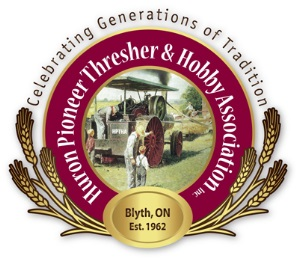 Celebrating Generations of Tradition
Huron Pioneer Thresher & Hobby Association Inc
Blyth, ON
Est. 1962